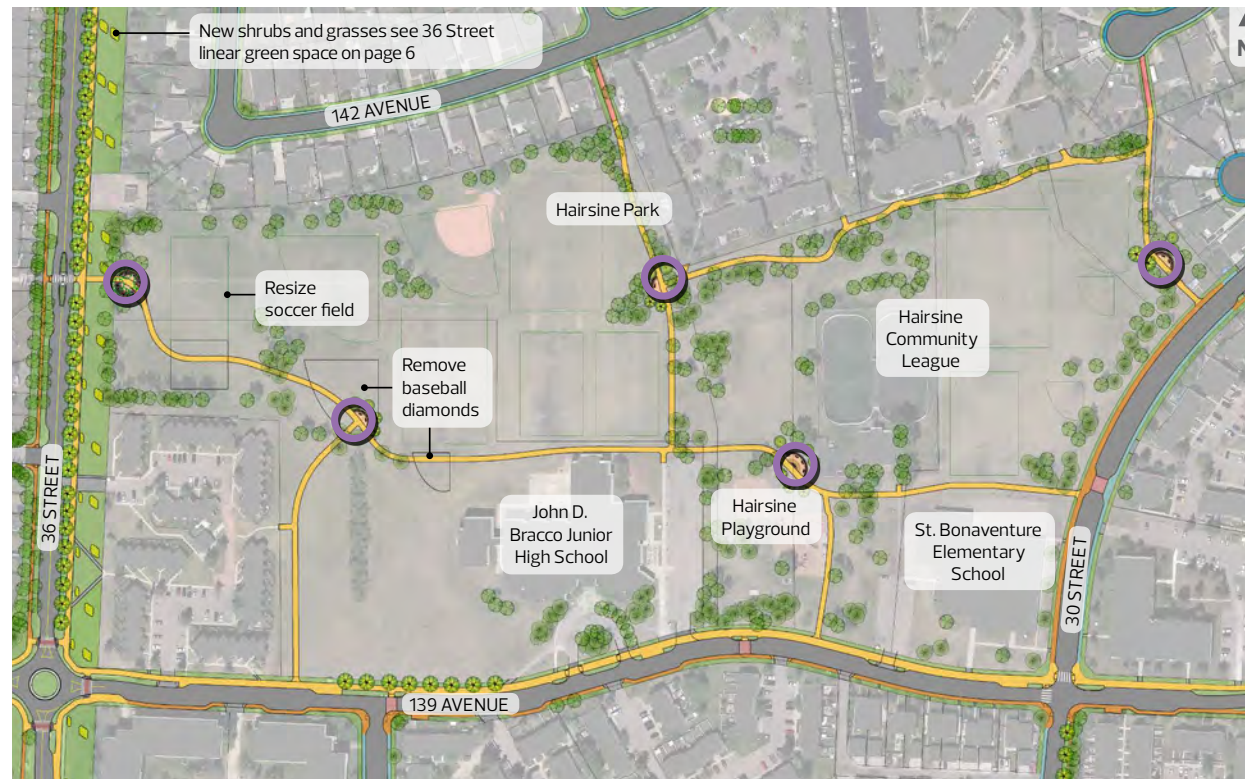 New shrubs and grasses see 36 Street
linear green space on page 6
N
142 AVENUE
Hairsine Park
Resize
soccer field
Hairsine
Community
League
Remove
baseball
diamonds
36 STREET
John D.
Bracco Junior
High School
Hairsine
Playground
St. Bonaventure
Elementary
School
30 STREET
139 AVENUE